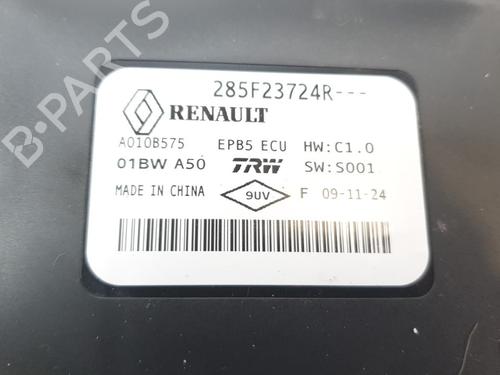 285F23724R---
RENAULT
A010B575 EPB5 ECU HW:C1.0
01BW A50 TRW SW:S001
MADE IN CHINA 9UV F 09-11-24
B-PARTS